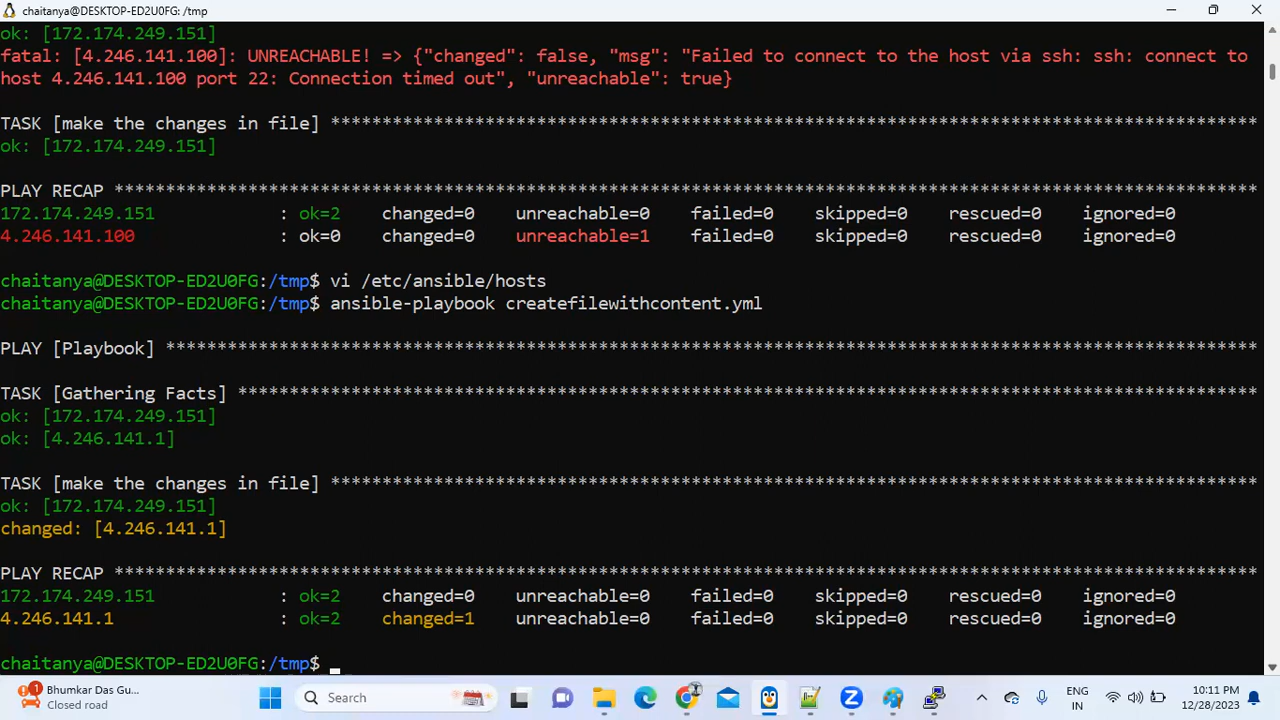 chaitanya@DESKTOP-ED2U0FG: /tmp
ok: [172.174.249.151]
fatal: [4.246.141.100]: UNREACHABLE! => {"changed": false, "msg": "Failed to connect to the host via ssh: ssh: connect to
host 4.246.141.100 port 22: Connection timed out", "unreachable": true}
TASK [make the changes in file] *****************************************************************************************
ok: [172.174.249.151]
PLAY RECAP **************************************************************************************************************
172.174.249.151 : ok=2 changed=0 unreachable=0 failed=0 skipped=0 rescued=0 ignored=0
4.246.141.100 : ok=0 changed=0 unreachable=1 failed=0 skipped=0 rescued=0 ignored=0
chaitanya@DESKTOP-ED2U0FG:/tmp$ vi /etc/ansible/hosts
chaitanya@DESKTOP-ED2U0FG:/tmp$ ansible-playbook createfilewithcontent.yml
PLAY [Playbook] *********************************************************************************************************
TASK [Gathering Facts] **************************************************************************************************
ok: [172.174.249.151]
ok: [4.246.141.1]
TASK [make the changes in file] *****************************************************************************************
ok: [172.174.249.151]
changed: [4.246.141.1]
PLAY RECAP **************************************************************************************************************
172.174.249.151 : ok=2 changed=0 unreachable=0 failed=0 skipped=0 rescued=0 ignored=0
4.246.141.1 : ok=2 changed=1 unreachable=0 failed=0 skipped=0 rescued=0 ignored=0
chaitanya@DESKTOP-ED2U0FG:/tmp$
1 Bhumkar Das Gu...
Closed road
Search
ENG
IN
10:11 PM
12/28/2023